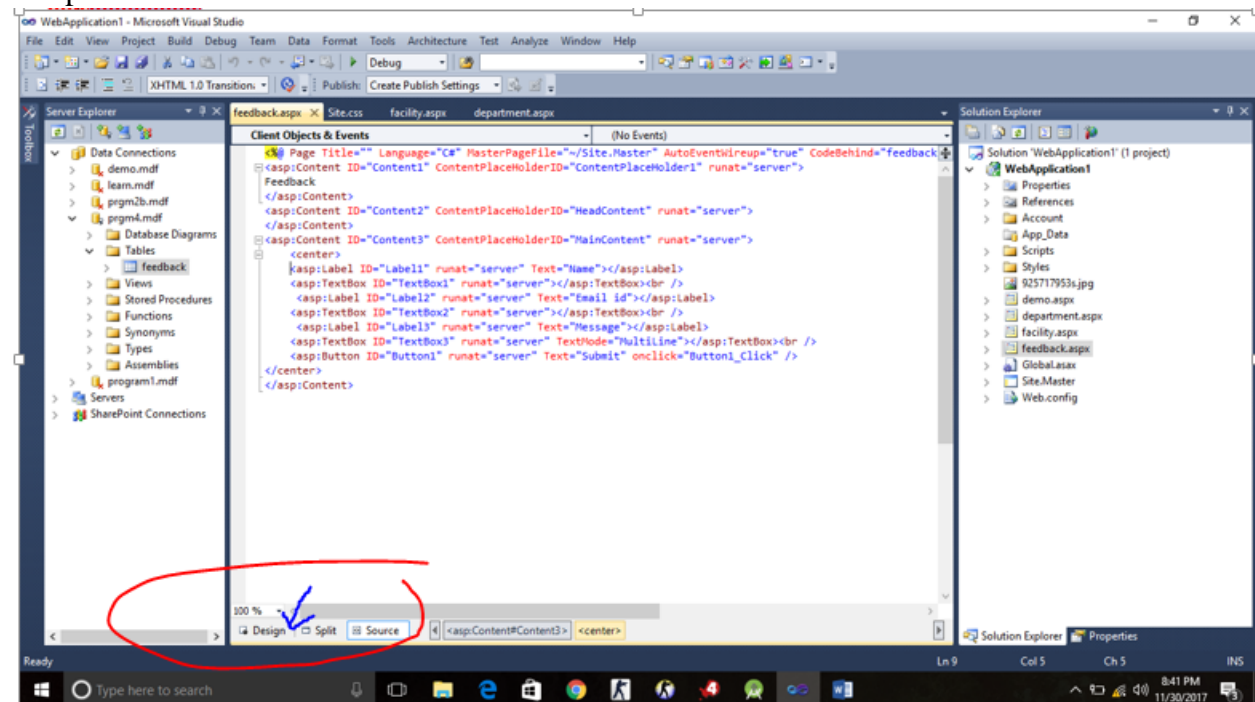 WebApplication1 - Microsoft Visual Studio
File Edit View Project Build Debug Team Data Format Tools Architecture Test Analyze Window Help
Debug
XHTML 1.0 Transition:
Publish: Create Publish Settings
Toolbox
Server Explorer
Data Connections
demo.mdf
learn.mdf
prgm2b.mdf
prgm4.mdf
Database Diagrams
Tables
feedback
Views
Stored Procedures
Functions
Synonyms
Types
Assemblies
program1.mdf
Servers
SharePoint Connections
feedback.aspx Site.css facility.aspx department.aspx
Client Objects & Events (No Events)
<%@ Page Title="" Language="C#" MasterPageFile="~/Site.Master" AutoEventWireup="true" CodeBehind="feedback
<asp:Content ID="Content1" ContentPlaceHolderID="ContentPlaceHolder1" runat="server">
Feedback
</asp:Content>
<asp:Content ID="Content2" ContentPlaceHolderID="HeadContent" runat="server">
</asp:Content>
<asp:Content ID="Content3" ContentPlaceHolderID="MainContent" runat="server">
<center>
<asp:Label ID="Label1" runat="server" Text="Name"></asp:Label>
<asp:TextBox ID="TextBox1" runat="server"></asp:TextBox><br />
<asp:Label ID="Label2" runat="server" Text="Email id"></asp:Label>
<asp:TextBox ID="TextBox2" runat="server"></asp:TextBox><br />
<asp:Label ID="Label3" runat="server" Text="Message"></asp:Label>
<asp:TextBox ID="TextBox3" runat="server" TextMode="MultiLine"></asp:TextBox><br />
<asp:Button ID="Button1" runat="server" Text="Submit" onclick="Button1_Click" />
</center>
</asp:Content>
100 %
Design Split Source <asp:Content#Content3> <center>
Solution Explorer
Solution 'WebApplication1' (1 project)
WebApplication1
Properties
References
Account
App_Data
Scripts
Styles
925717953s.jpg
demo.aspx
department.aspx
facility.aspx
feedback.aspx
Global.asax
Site.Master
Web.config
Solution Explorer Properties
Ready Ln 9 Col 5 Ch 5 INS
Type here to search
8:41 PM
11/30/2017